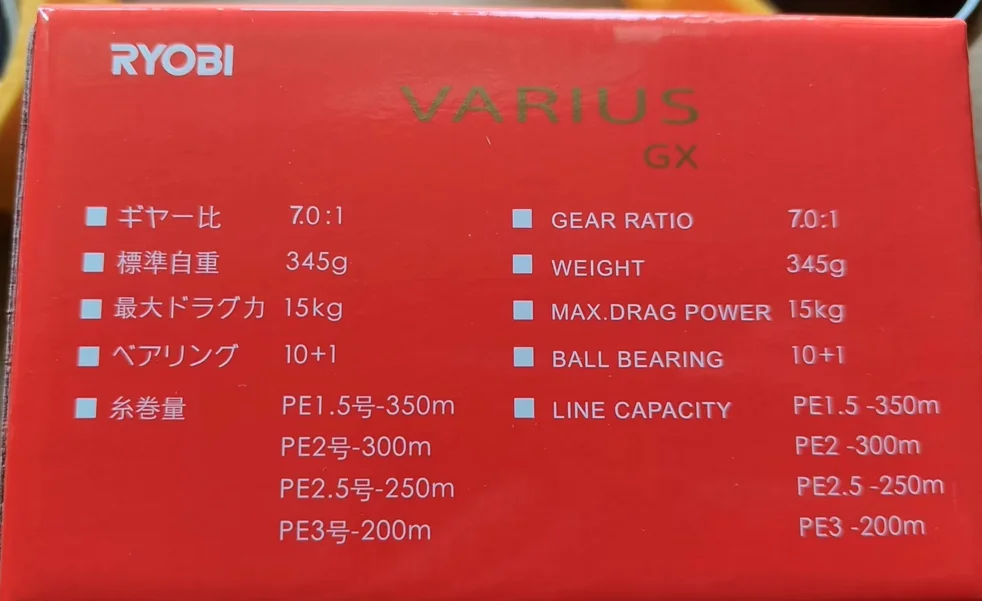 RYOBI
VARIUS
GX
ギヤー比 7.0:1
標準自重 345g
最大ドラグ力 15kg
ベアリング 10+1
糸巻量 PE1.5号-350m
PE2号-300m
PE2.5号-250m
PE3号-200m
GEAR RATIO 7.0:1
WEIGHT 345g
MAX.DRAG POWER 15kg
BALL BEARING 10+1
LINE CAPACITY PE1.5 -350m
PE2 -300m
PE2.5 -250m
PE3 -200m